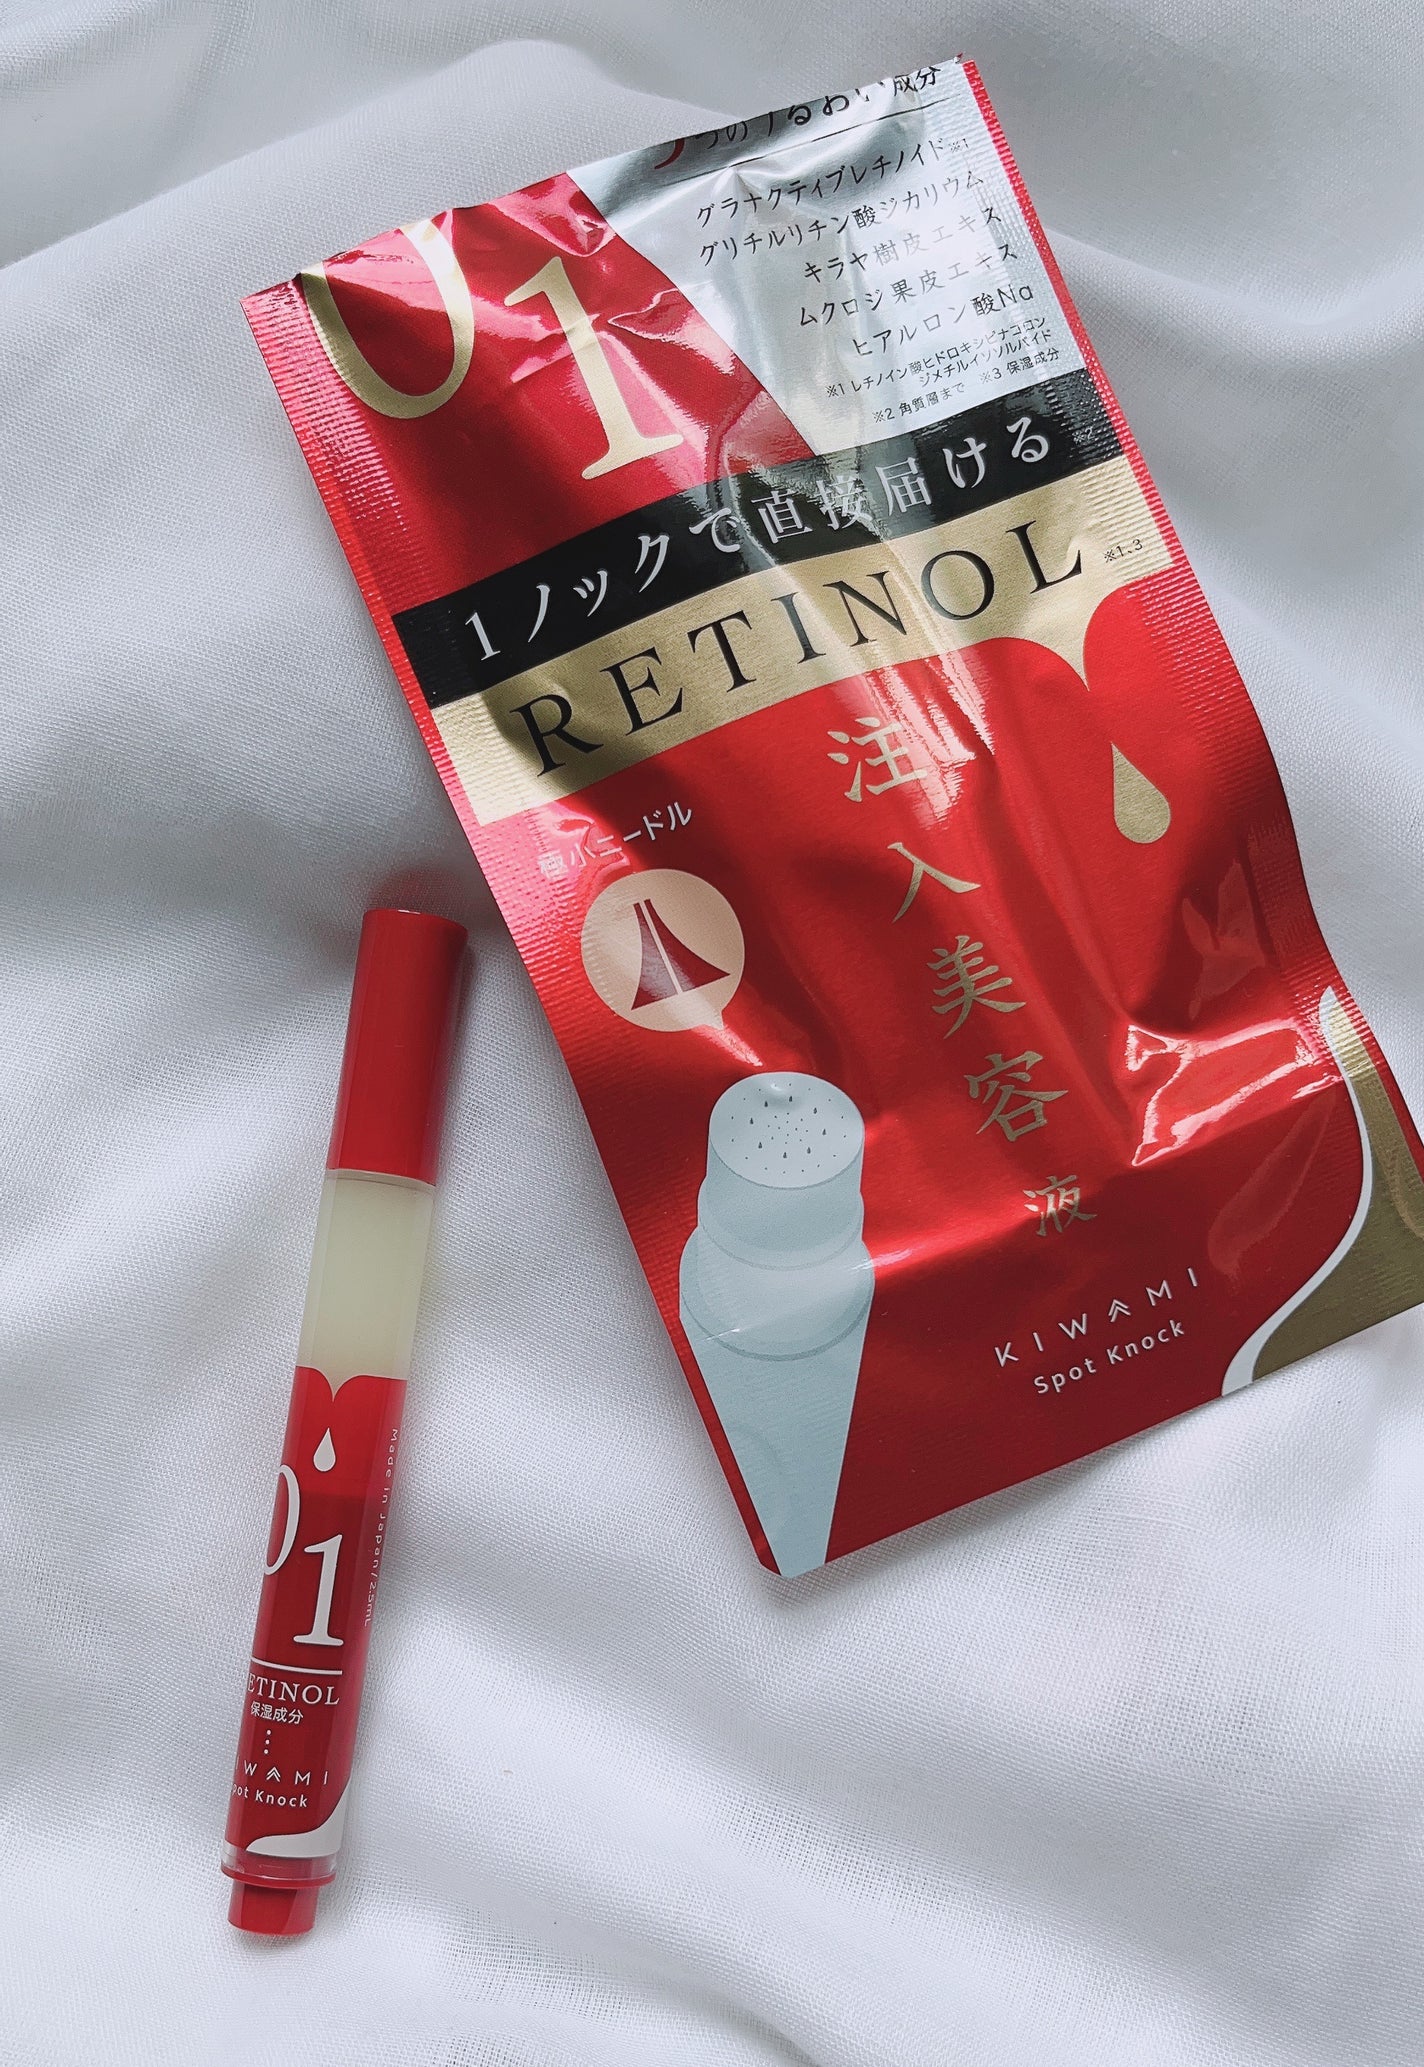 つのうるおい成分
01
グラナクティブレチノイド※1
グリチルリチン酸ジカリウム
キラヤ樹皮エキス
ムクロジ果皮エキス
ヒアルロン酸Na
※1 レチノイン酸ヒドロキシピナコロン
ジメチルイソソルバイド
※2 角質層まで ※3 保湿成分
1ノックで直接届ける※2
RETINOL※1、3
注入美容液
極小ニードル
KIWAMI
Spot Knock
01
Made in Japan/2.5mL
RETINOL
保湿成分
KIWAMI
Spot Knock